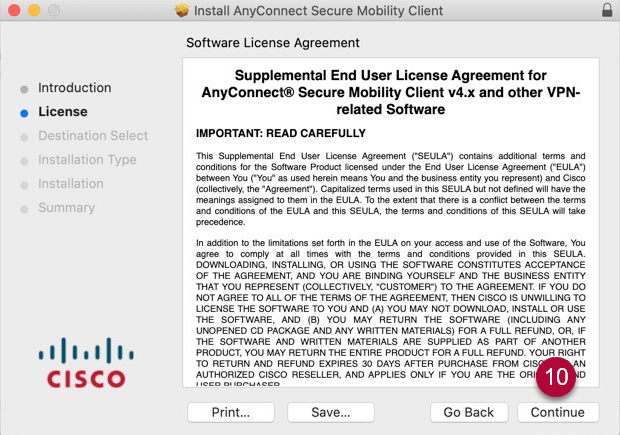 Install AnyConnect Secure Mobility Client
Software License Agreement
Introduction
License
Destination Select
Installation Type
Installation
Summary
Supplemental End User License Agreement for
AnyConnect® Secure Mobility Client v4.x and other VPN-
related Software
IMPORTANT: READ CAREFULLY
This Supplemental End User License Agreement ("SEULA") contains additional terms and
conditions for the Software Product licensed under the End User License Agreement ("EULA")
between You ("You" as used herein means You and the business entity you represent) and Cisco
(collectively, the "Agreement"). Capitalized terms used in this SEULA but not defined will have the
meanings assigned to them in the EULA. To the extent that there is a conflict between the terms
and conditions of the EULA and this SEULA, the terms and conditions of this SEULA will take
precedence.
In addition to the limitations set forth in the EULA on your access and use of the Software, You
agree to comply at all times with the terms and conditions provided in this SEULA.
DOWNLOADING, INSTALLING, OR USING THE SOFTWARE CONSTITUTES ACCEPTANCE
OF THE AGREEMENT, AND YOU ARE BINDING YOURSELF AND THE BUSINESS ENTITY
THAT YOU REPRESENT (COLLECTIVELY, "CUSTOMER") TO THE AGREEMENT. IF YOU DO
NOT AGREE TO ALL OF THE TERMS OF THE AGREEMENT, THEN CISCO IS UNWILLING TO
LICENSE THE SOFTWARE TO YOU AND (A) YOU MAY NOT DOWNLOAD, INSTALL OR USE
THE SOFTWARE, AND (B) YOU MAY RETURN THE SOFTWARE (INCLUDING ANY
UNOPENED CD PACKAGE AND ANY WRITTEN MATERIALS) FOR A FULL REFUND, OR, IF
THE SOFTWARE AND WRITTEN MATERIALS ARE SUPPLIED AS PART OF ANOTHER
PRODUCT, YOU MAY RETURN THE ENTIRE PRODUCT FOR A FULL REFUND. YOUR RIGHT
TO RETURN AND REFUND EXPIRES 30 DAYS AFTER PURCHASE FROM AN
AUTHORIZED CISCO RESELLER, AND APPLIES ONLY IF YOU ARE THE AND
USER PURCHASER
CISCO
10
Print...
Save...
Go Back
Continue